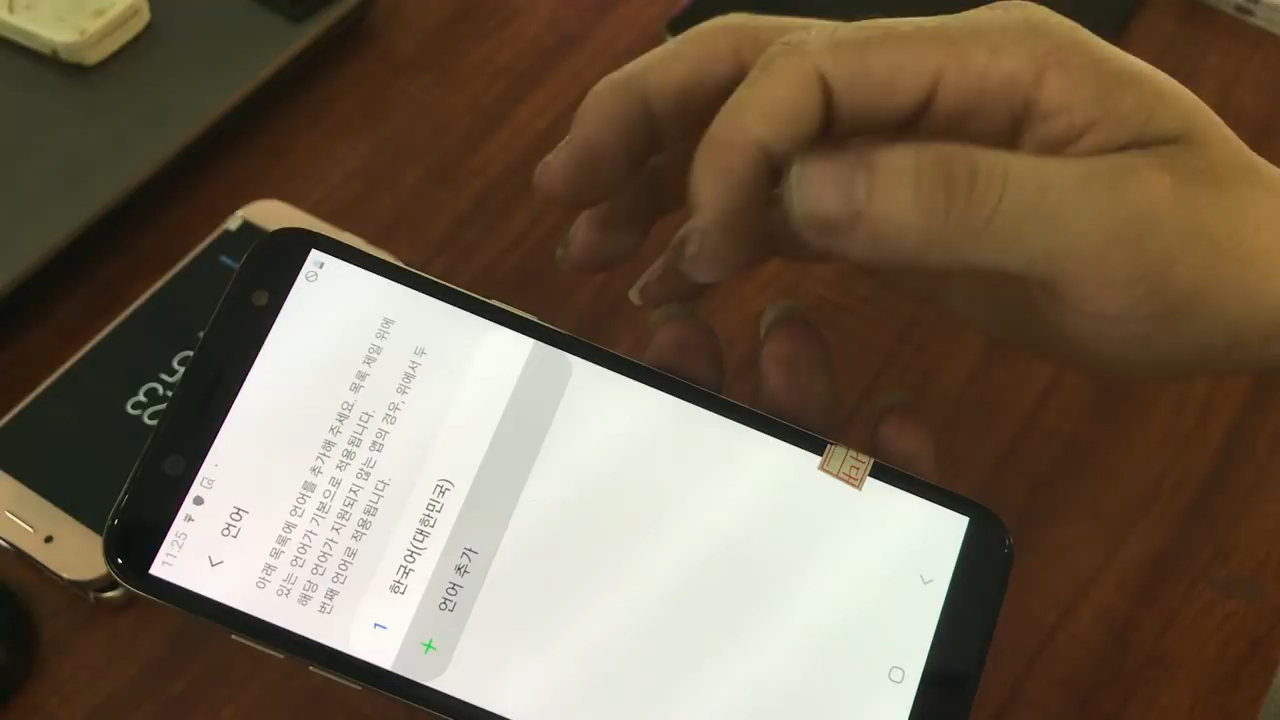 11:25
언어
아래 목록에 언어를 추가해 주세요. 목록 제일 위에
있는 언어가 기본으로 적용됩니다.
해당 언어가 지원되지 않는 앱의 경우, 위에서 두
번째 언어로 적용됩니다.
1 한국어(대한민국)
+ 언어 추가